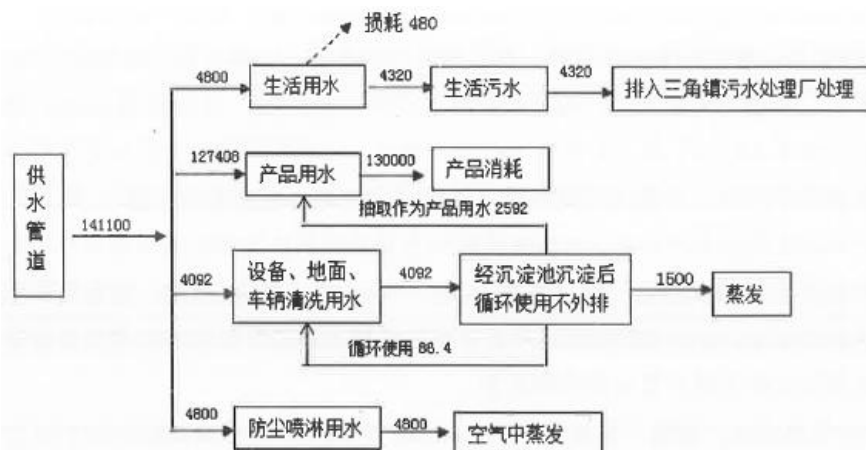 损耗 480
4800
生活用水
4320
生活污水
4320
排入三角镇污水处理厂处理
127408
产品用水
130000
产品消耗
供水管道
141100
抽取作为产品用水 2592
4092
设备、地面、
车辆清洗用水
4092
经沉淀池沉淀后
循环使用不外排
1500
蒸发
循环使用 86.4
4800
防尘喷淋用水
4800
空气中蒸发